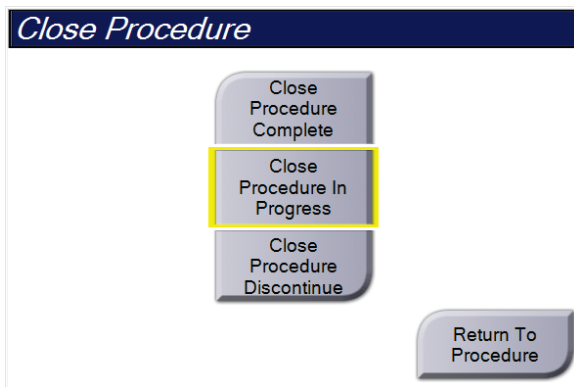 Close Procedure
Close
Procedure
Complete
Close
Procedure In
Progress
Close
Procedure
Discontinue
Return To
Procedure